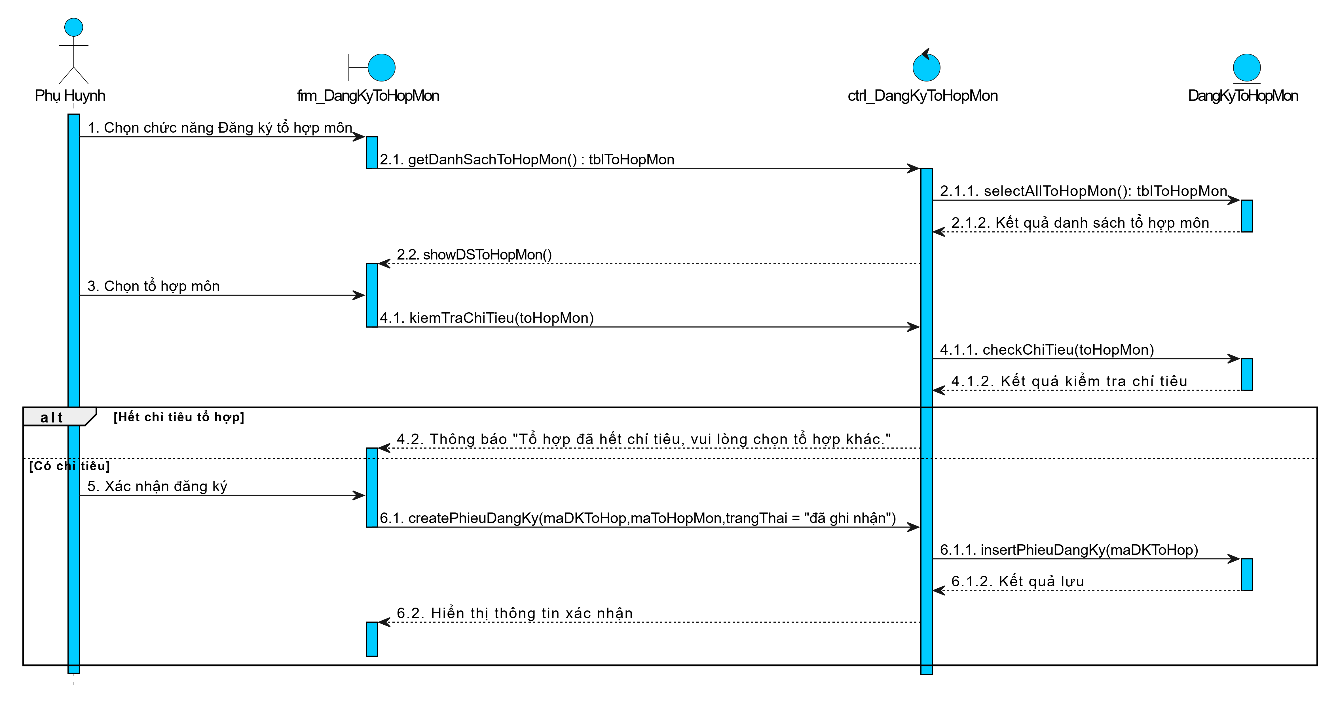 Phụ Huynh
frm_DangKyToHopMon
ctrl_DangKyToHopMon
DangKyToHopMon
1. Chọn chức năng Đăng ký tổ hợp môn
2.1. getDanhSachToHopMon() : tblToHopMon
2.1.1. selectAllToHopMon(): tblToHopMon
2.1.2. Kết quả danh sách tổ hợp môn
2.2. showDSToHopMon()
3. Chọn tổ hợp môn
4.1. kiemTraChiTieu(toHopMon)
4.1.1. checkChiTieu(toHopMon)
4.1.2. Kết quả kiểm tra chỉ tiêu
alt [Hết chỉ tiêu tổ hợp]
4.2. Thông báo "Tổ hợp đã hết chỉ tiêu, vui lòng chọn tổ hợp khác."
[Có chỉ tiêu]
5. Xác nhận đăng ký
6.1. createPhieuDangKy(maDKToHop,maToHopMon,trangThai = "đã ghi nhận")
6.1.1. insertPhieuDangKy(maDKToHop)
6.1.2. Kết quả lưu
6.2. Hiển thị thông tin xác nhận